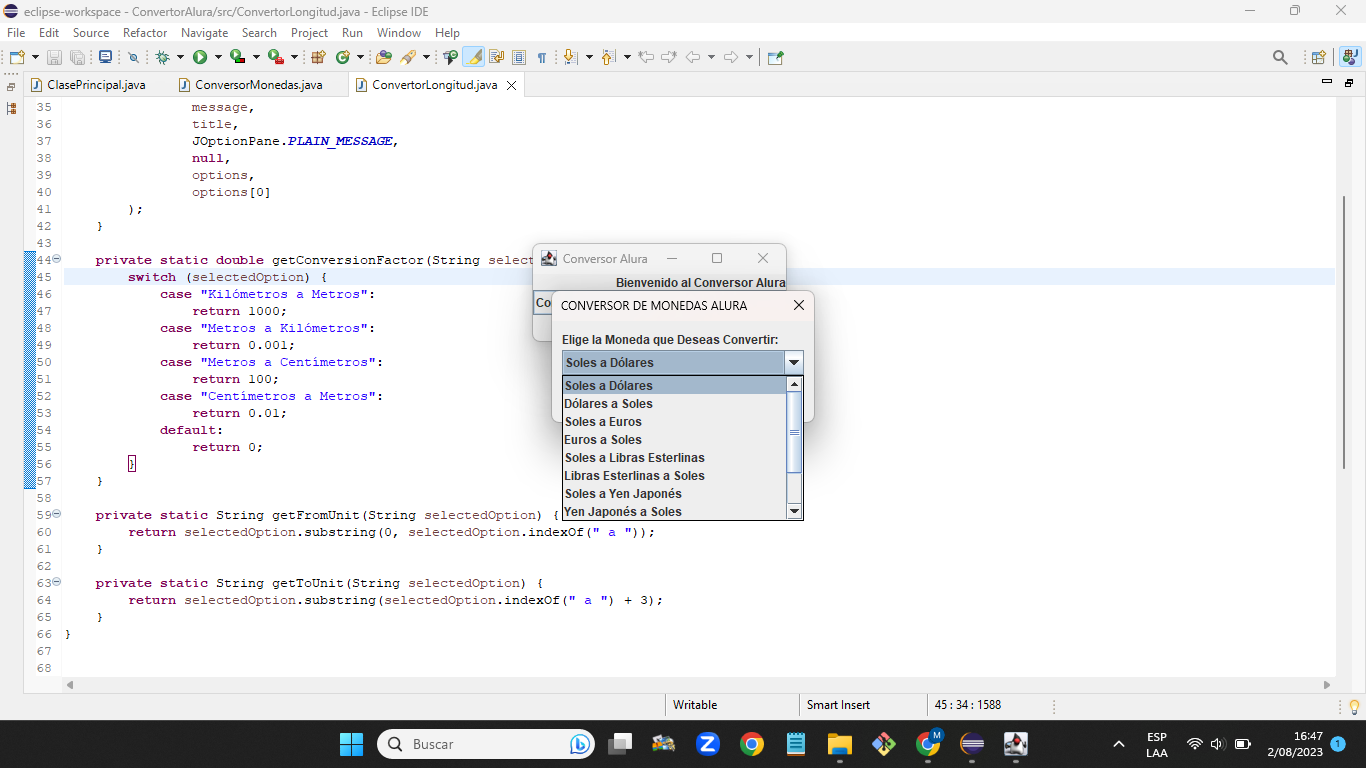 eclipse-workspace - ConvertorAlura/src/ConvertorLongitud.java - Eclipse IDE
File Edit Source Refactor Navigate Search Project Run Window Help
ClasePrincipal.java ConversorMonedas.java ConvertorLongitud.java
35 message,
36 title,
37 JOptionPane.PLAIN_MESSAGE,
38 null,
39 options,
40 options[0]
41 );
42 }
43
44 private static double getConversionFactor(String selec
45 switch (selectedOption) {
46 case "Kilómetros a Metros":
47 return 1000;
48 case "Metros a Kilómetros":
49 return 0.001;
50 case "Metros a Centímetros":
51 return 100;
52 case "Centímetros a Metros":
53 return 0.01;
54 default:
55 return 0;
56 }
57 }
58
59 private static String getFromUnit(String selectedOption) {
60 return selectedOption.substring(0, selectedOption.indexOf(" a "));
61 }
62
63 private static String getToUnit(String selectedOption) {
64 return selectedOption.substring(selectedOption.indexOf(" a ") + 3);
65 }
66 }
67
68
Conversor Alura
Bienvenido al Conversor Alura
Co
CONVERSOR DE MONEDAS ALURA
Elige la Moneda que Deseas Convertir:
Soles a Dólares
Soles a Dólares
Dólares a Soles
Soles a Euros
Euros a Soles
Soles a Libras Esterlinas
Libras Esterlinas a Soles
Soles a Yen Japonés
Yen Japonés a Soles
Writable Smart Insert 45 : 34 : 1588
Buscar
M
ESP
LAA
16:47
2/08/2023
1